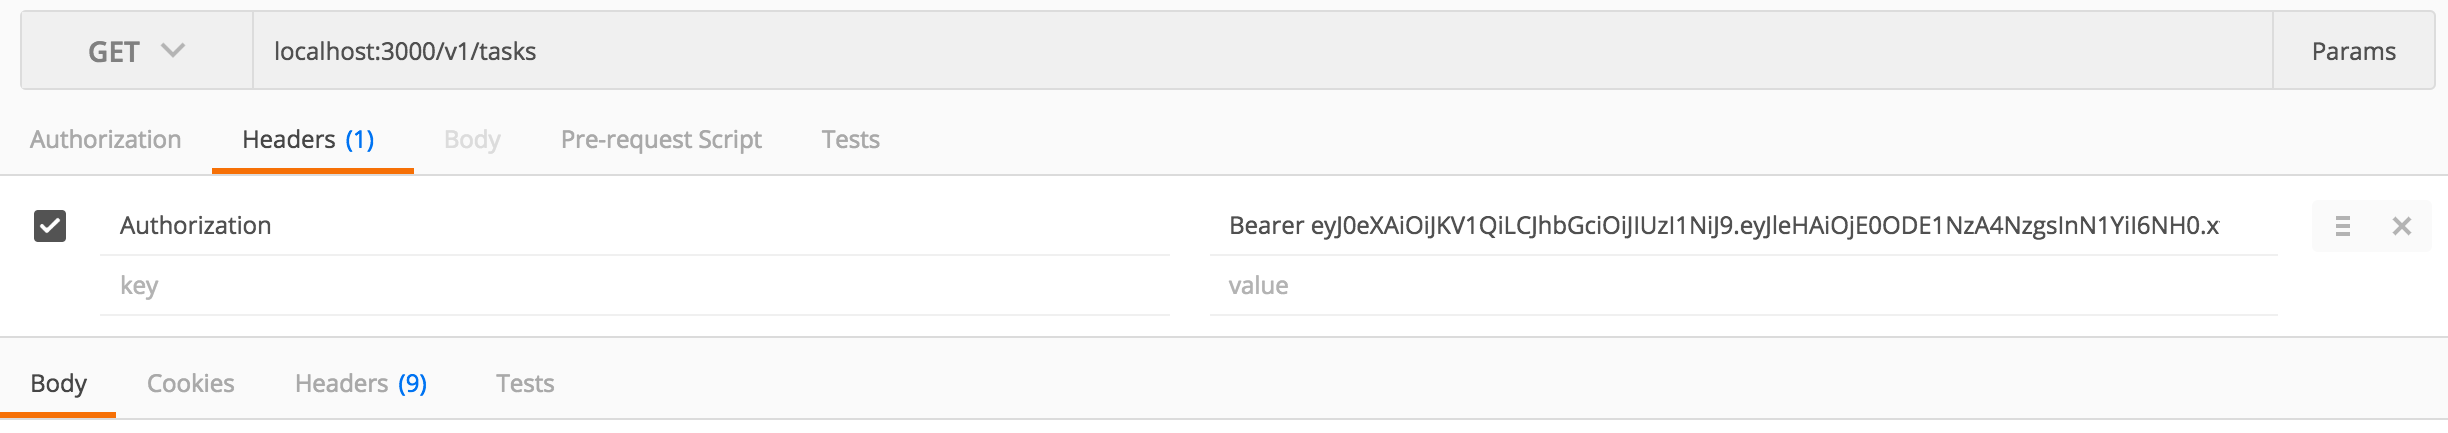 GET localhost:3000/v1/tasks Params
Authorization Headers (1) Body Pre-request Script Tests
Authorization Bearer eyJ0eXAiOiJKV1QiLCJhbGciOiJIUzI1NiJ9.eyJleHAiOjE0ODE1NzA4NzgsInN1YiI6NH0.x
key value
Body Cookies Headers (9) Tests